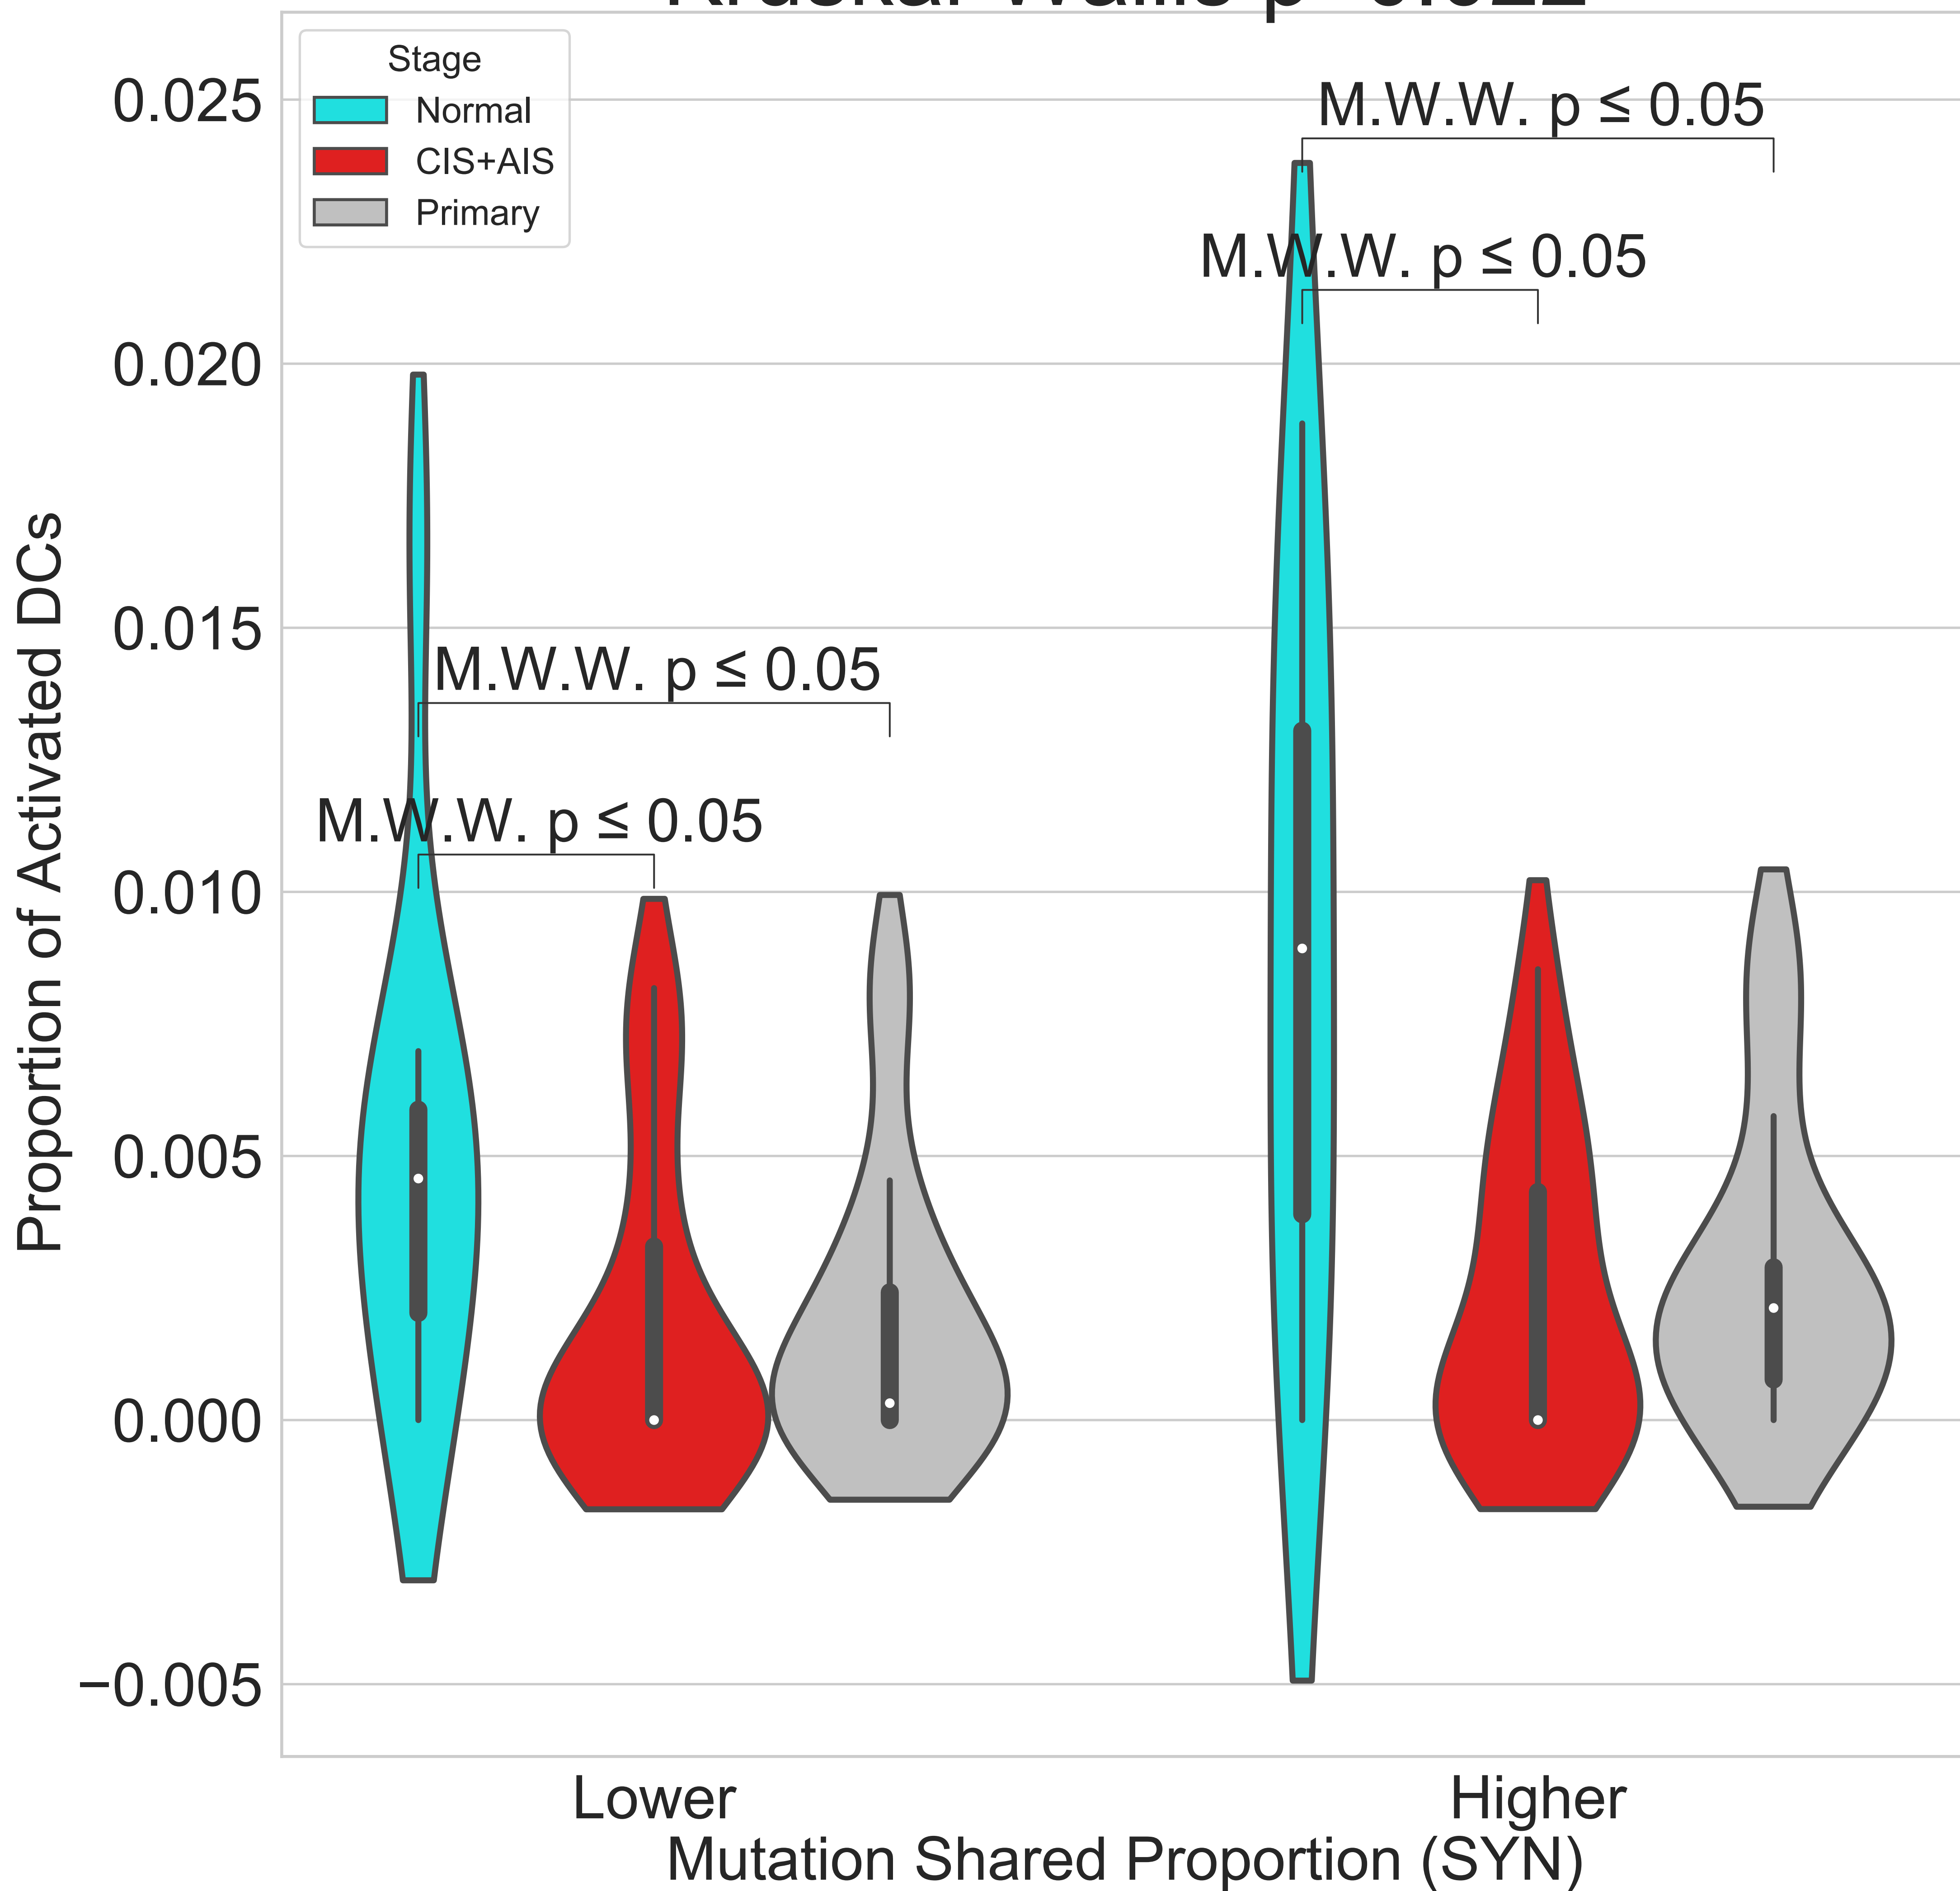 Stage
Normal
CIS+AIS
Primary
0.025
0.020
0.015
0.010
0.005
0.000
−0.005
Proportion of Activated DCs
M.W.W. p ≤ 0.05
M.W.W. p ≤ 0.05
M.W.W. p ≤ 0.05
M.W.W. p ≤ 0.05
Lower
Higher
Mutation Shared Proportion (SYN)